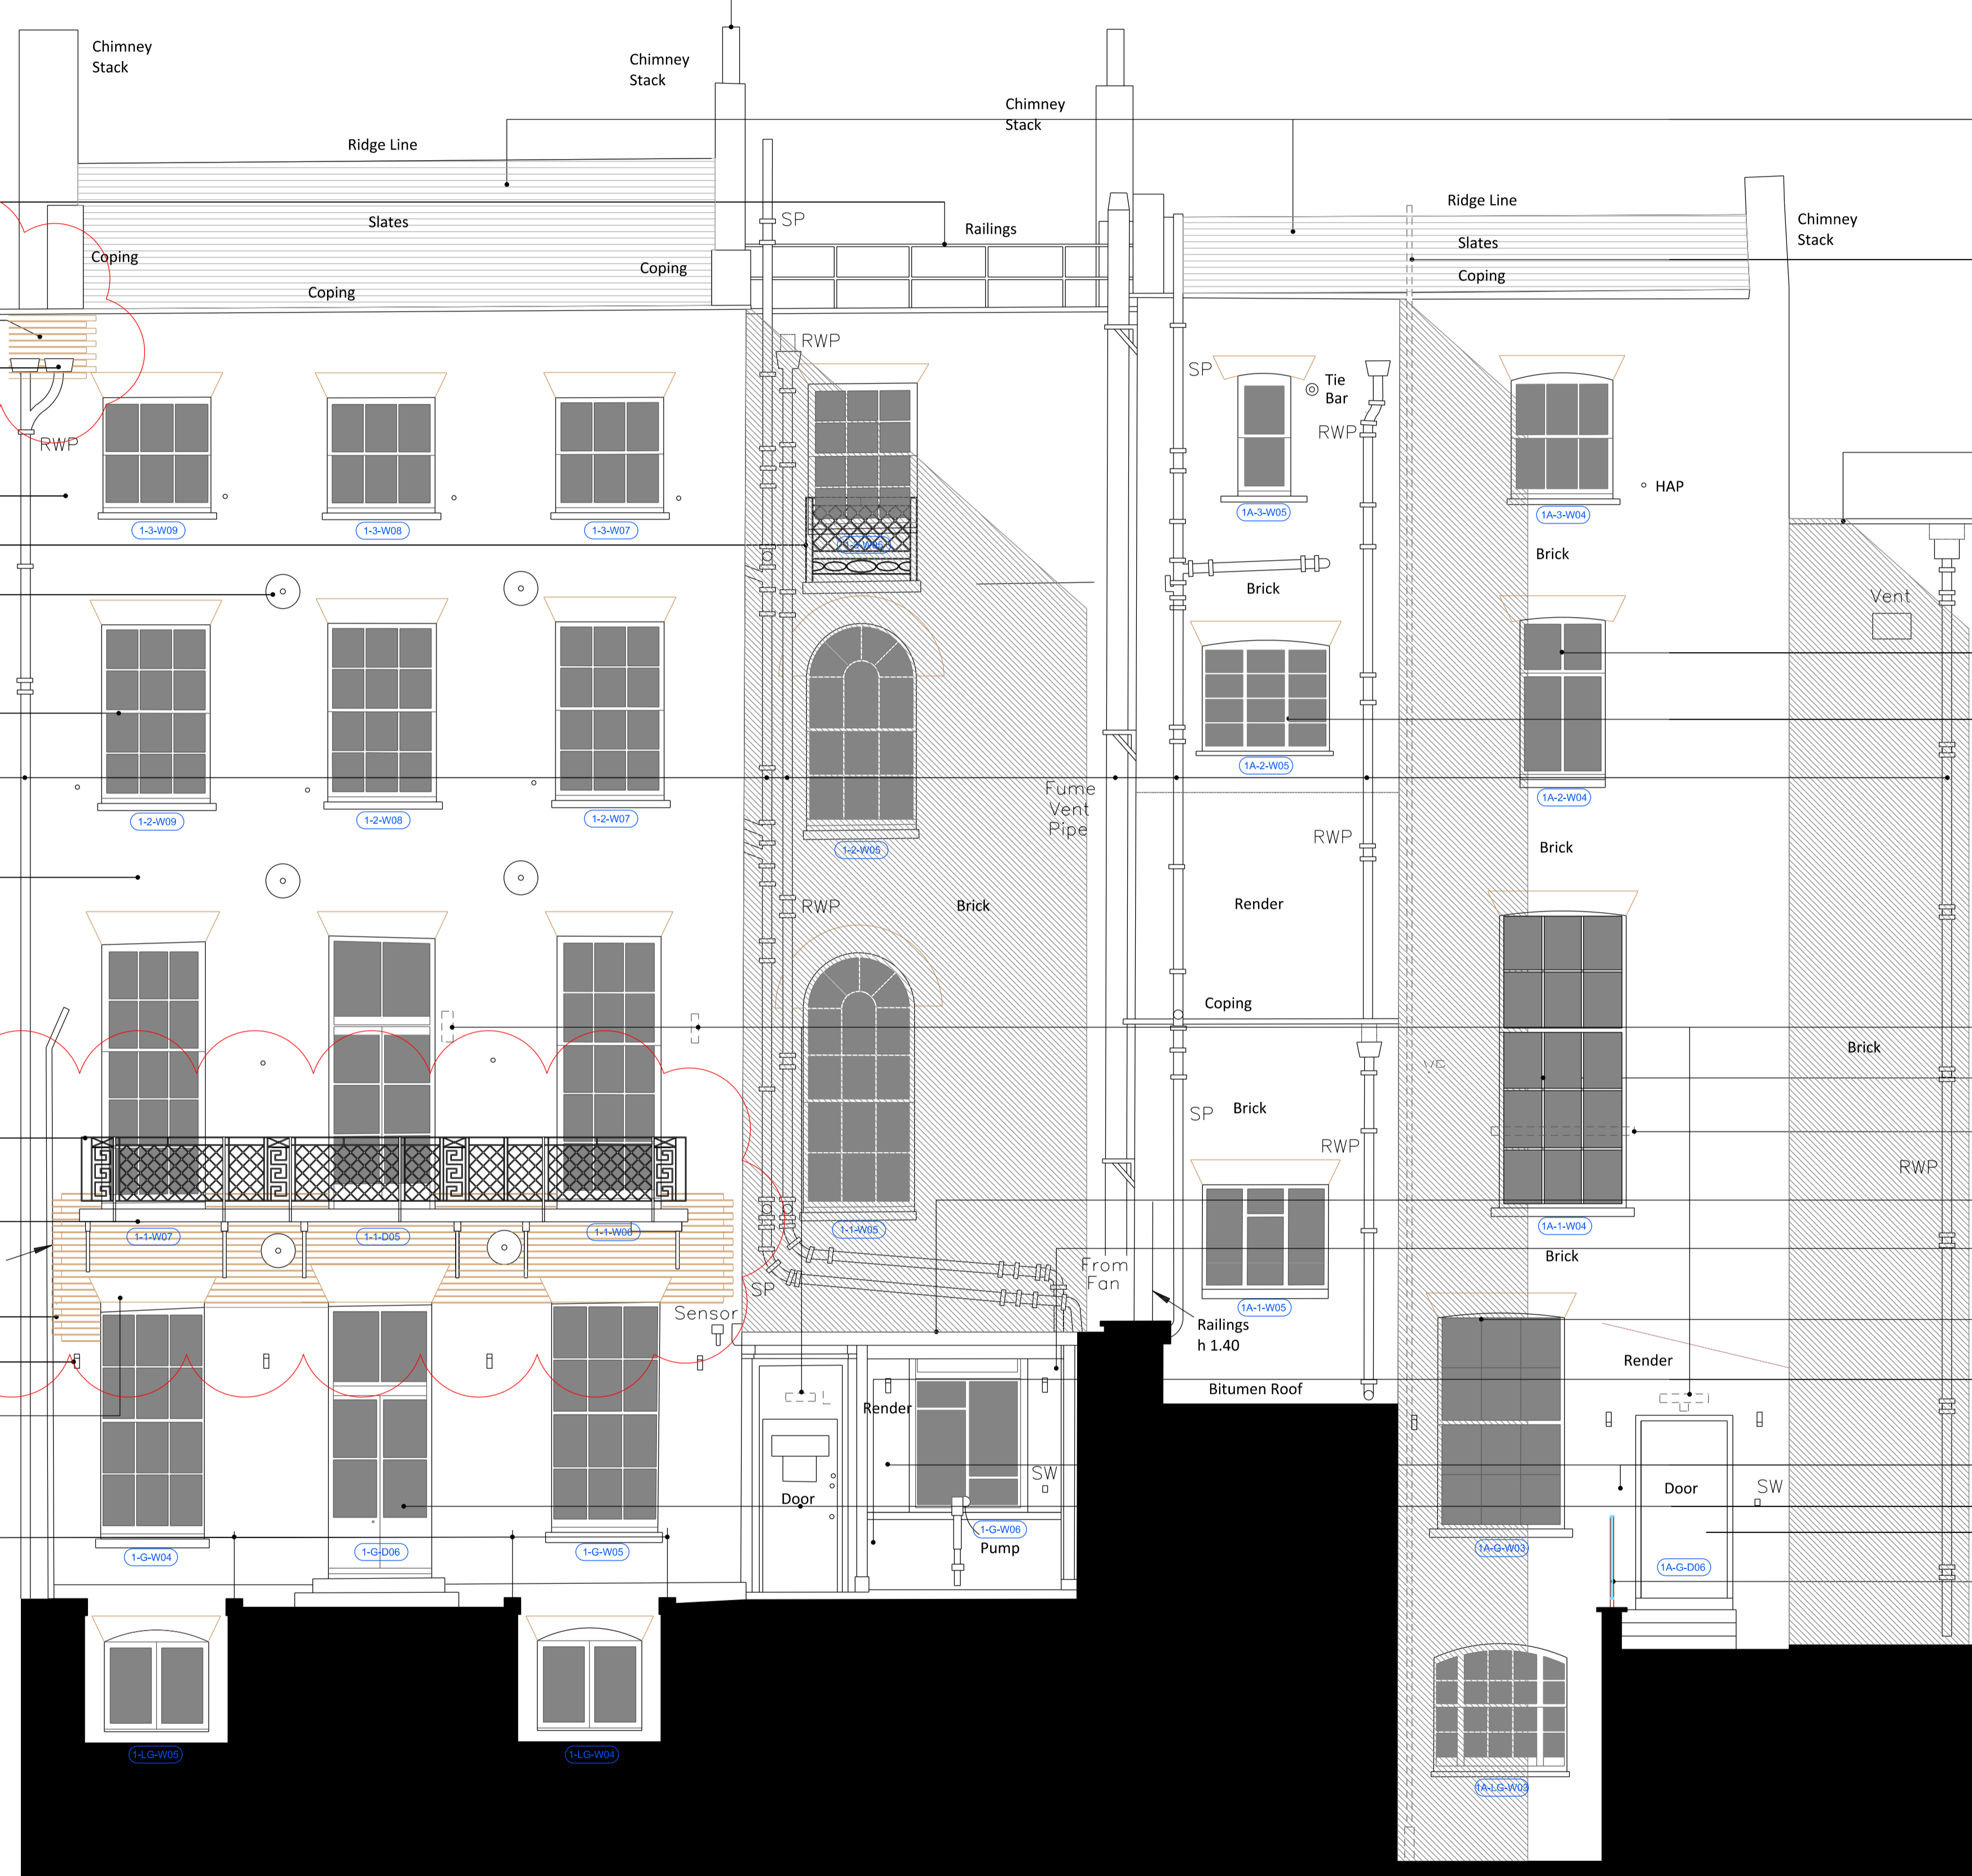 Chimney
Stack
Chimney
Stack
Chimney
Stack
Ridge Line
Ridge Line
Chimney
Stack
Slates
SP
Railings
Slates
Coping
Coping
Coping
Coping
RWP
SP
Tie
Bar
RWP
RWP
HAP
1-3-W09
1-3-W08
1-3-W07
1A-3-W05
1A-3-W04
Brick
Brick
Vent
1A-2-W05
Fume
Vent
Pipe
1A-2-W04
1-2-W09
1-2-W08
1-2-W07
1-2-W05
RWP
Brick
RWP
Brick
Render
Coping
Brick
SP
Brick
RWP
RWP
1-1-W07
1-1-D05
1-1-W08
1-1-W05
1A-1-W04
Brick
From
Fan
SP
1A-1-W05
Sensor
Railings
h 1.40
Render
Bitumen Roof
Render
SW
Door
Door
SW
1-G-W04
1-G-D06
1-G-W05
1-G-W06
Pump
1A-G-W03
1A-G-D06
1-LG-W05
1-LG-W04
1A-LG-W03